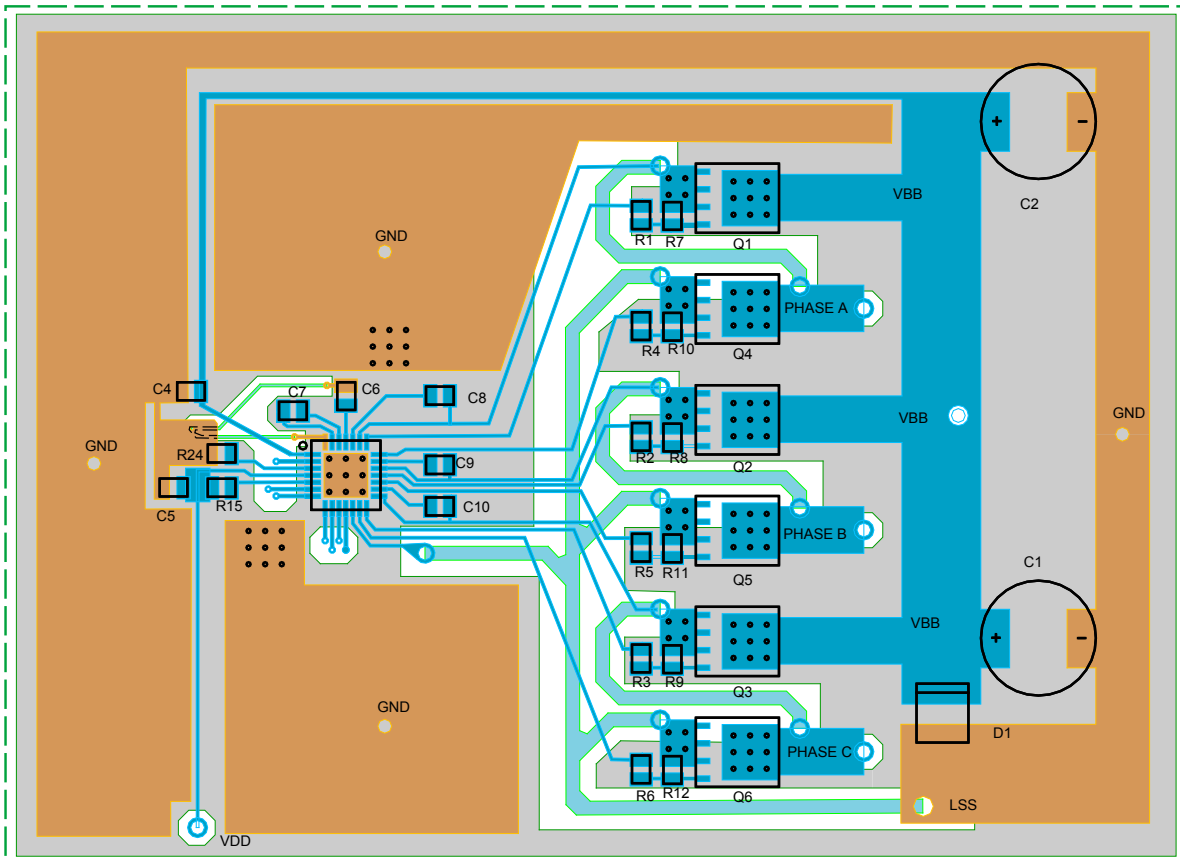 +
-
VBB
C2
R1
R7
Q1
GND
PHASE A
R4
R10
Q4
C4
C7
C6
C8
VBB
GND
GND
R24
R2
R8
Q2
C9
C5
R15
C10
PHASE B
R5
R11
Q5
C1
VBB
+
-
R3
R9
Q3
GND
D1
PHASE C
R6
R12
Q6
LSS
VDD